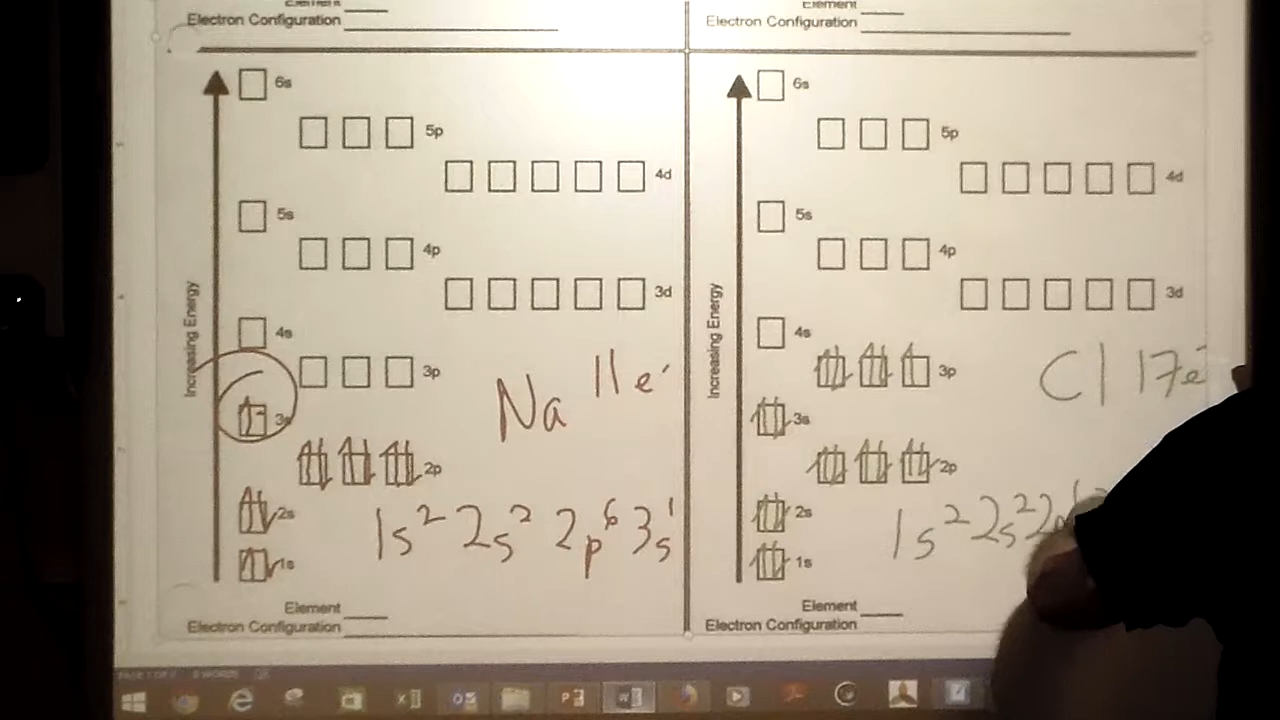 Element
Electron Configuration
6s
5p
4d
5s
4p
3d
4s
3p
3s
2p
2s
1s
Increasing Energy
Na 11 e-
1s² 2s² 2p⁶ 3s¹
Element
Electron Configuration
Element
Electron Configuration
6s
5p
4d
5s
4p
3d
4s
3p
3s
2p
2s
1s
Increasing Energy
Cl 17e-
1s² 2s² 2
Element
Electron Configuration